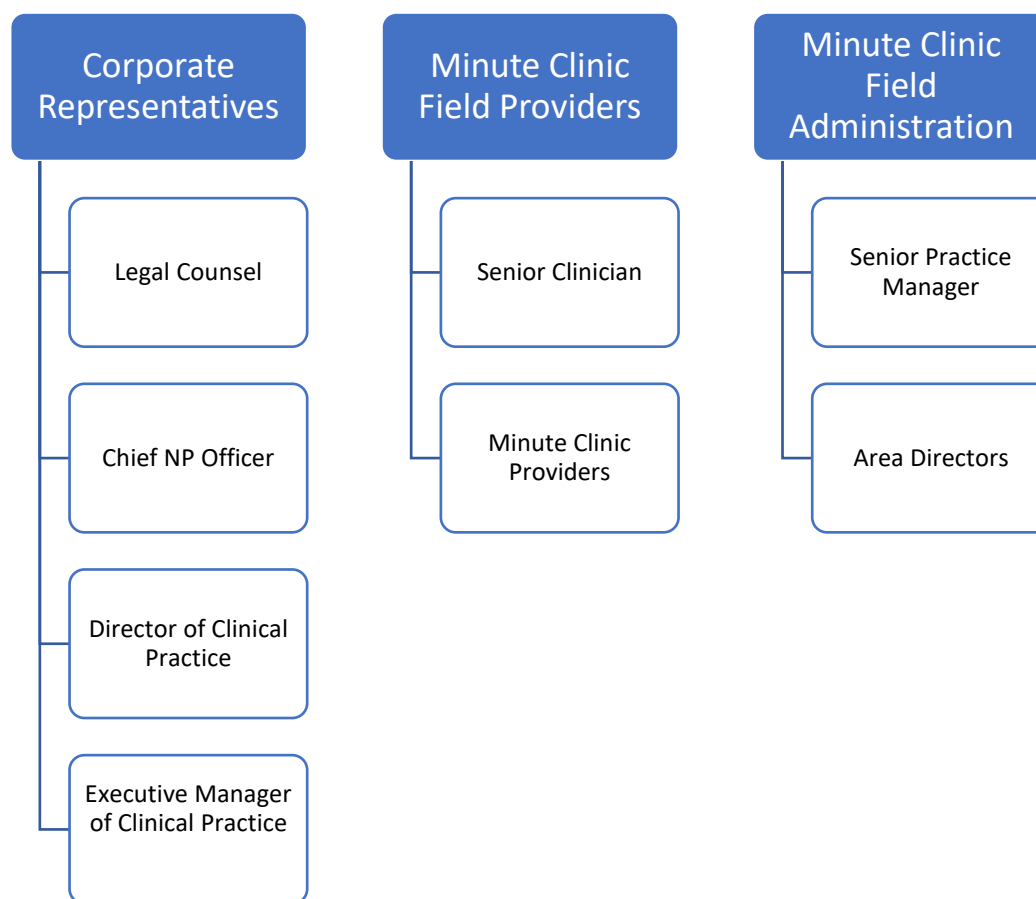 Corporate
Representatives
Legal Counsel
Chief NP Officer
Director of Clinical
Practice
Executive Manager
of Clinical Practice
Minute Clinic
Field Providers
Senior Clinician
Minute Clinic
Providers
Minute Clinic
Field
Administration
Senior Practice
Manager
Area Directors